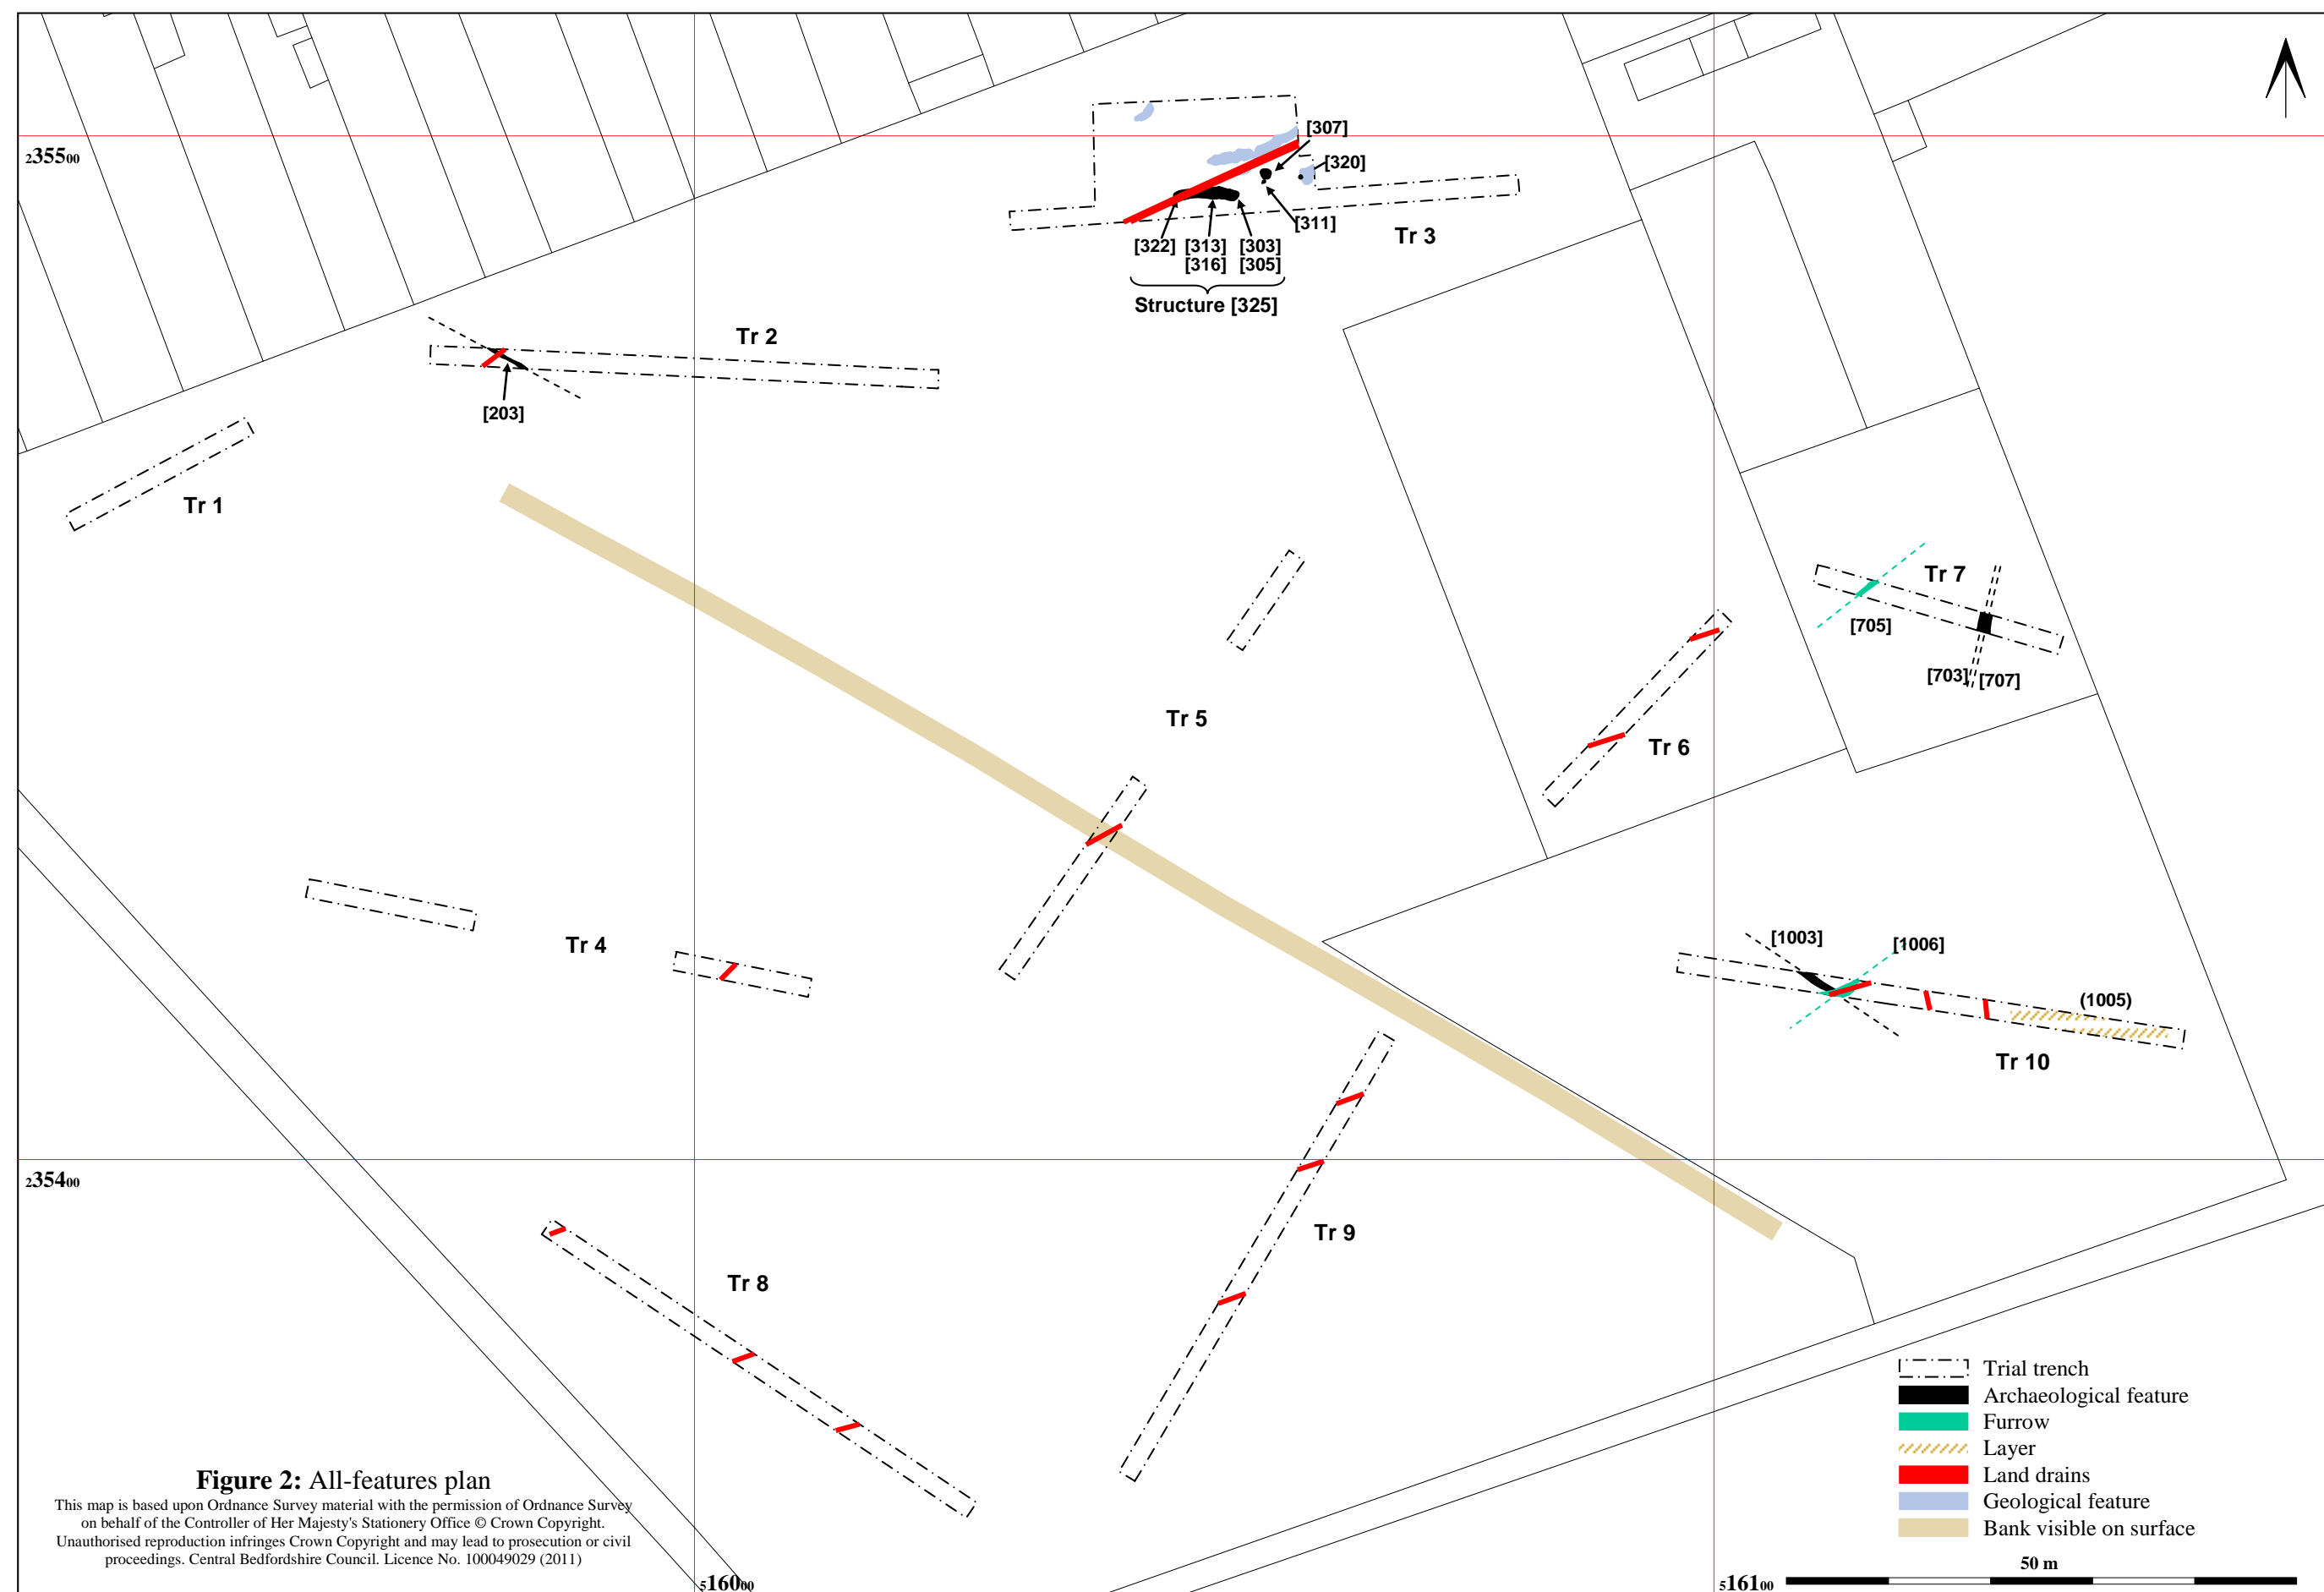 23550​0
[307]
[320]
[311]
Tr 3
[322] [313] [303]
[316] [305]
Structure [325]
Tr 2
[203]
Tr 1
Tr 7
[705]
[703] [707]
Tr 5
Tr 6
Tr 4
[1003]
[1006]
(1005)
Tr 10
235400
Tr 9
Tr 8
Trial trench
Archaeological feature
Furrow
Layer
Land drains
Geological feature
Bank visible on surface
50 m
Figure 2: All-features plan
This map is based upon Ordnance Survey material with the permission of Ordnance Survey
on behalf of the Controller of Her Majesty's Stationery Office © Crown Copyright.
Unauthorised reproduction infringes Crown Copyright and may lead to prosecution or civil
proceedings. Central Bedfordshire Council. Licence No. 100049029 (2011)
516000
516100